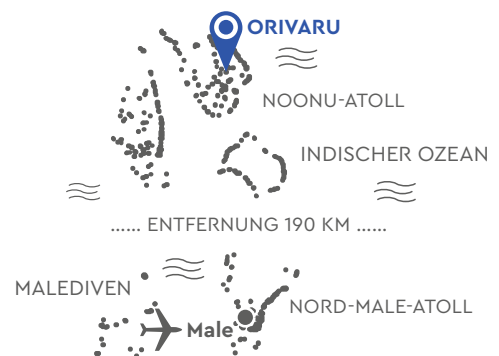 ORIVARU
NOONU-ATOLL
INDISCHER OZEAN
...... ENTFERNUNG 190 KM ......
MALEDIVEN
NORD-MALE-ATOLL
Male